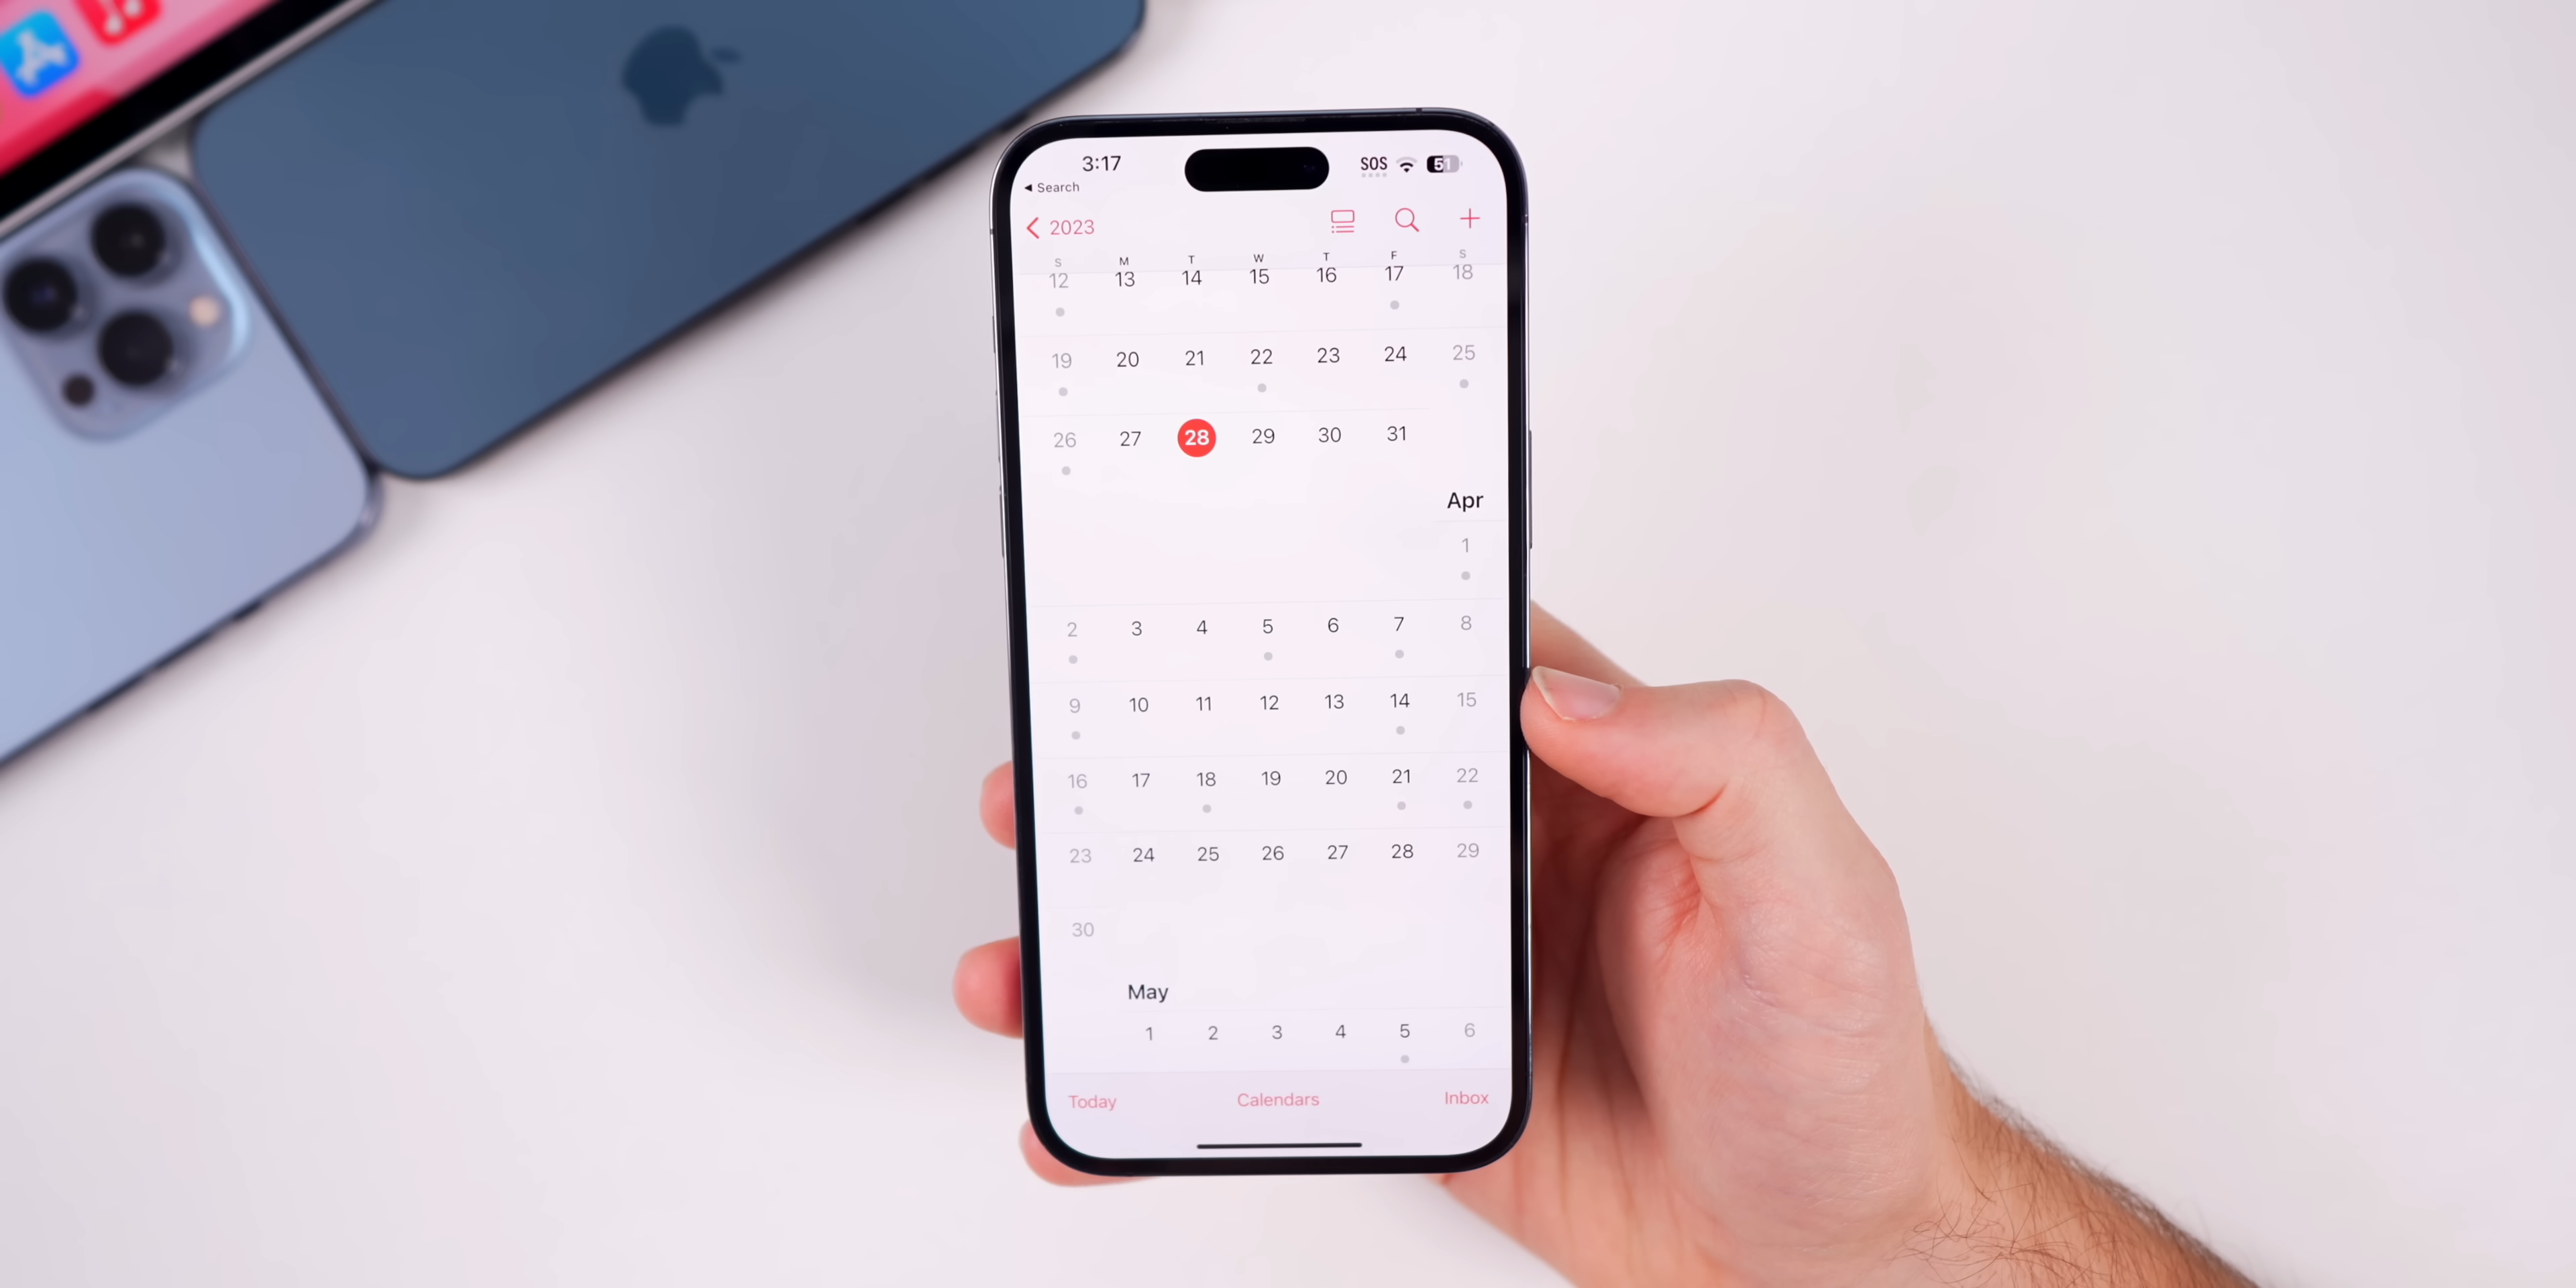 3:17 SOS 51
Search
2023
S M T W T F S
12 13 14 15 16 17 18
19 20 21 22 23 24 25
26 27 28 29 30 31
Apr
1
2 3 4 5 6 7 8
9 10 11 12 13 14 15
16 17 18 19 20 21 22
23 24 25 26 27 28 29
30
May
1 2 3 4 5 6
Today Calendars Inbox